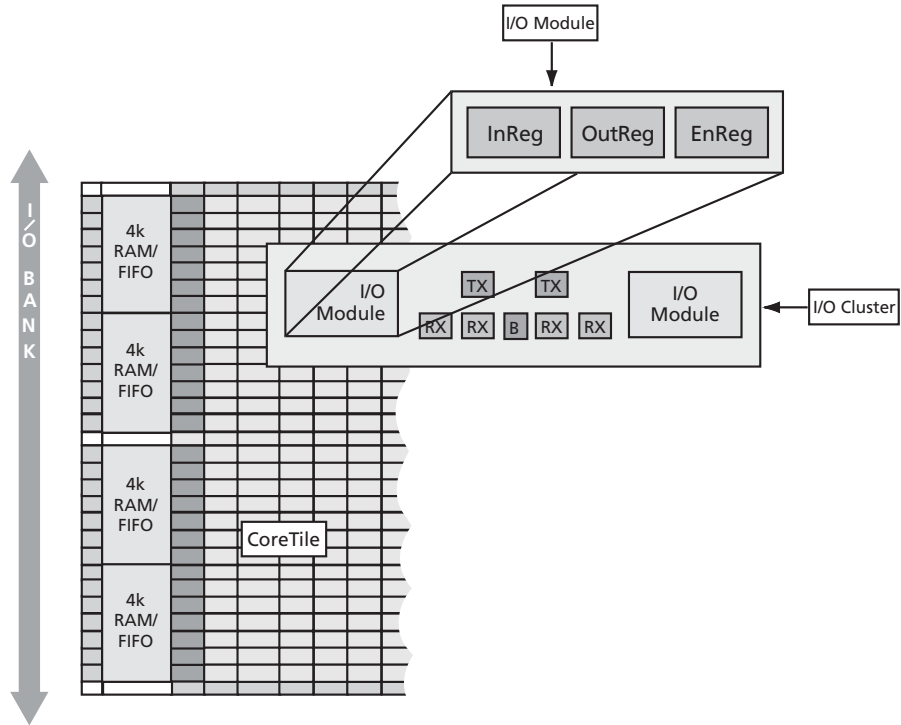 I/O Module
InReg
OutReg
EnReg
I/O BANK
4k
RAM/
FIFO
I/O
Module
TX
TX
I/O
Module
I/O Cluster
RX
RX
B
RX
RX
4k
RAM/
FIFO
4k
RAM/
FIFO
CoreTile
4k
RAM/
FIFO